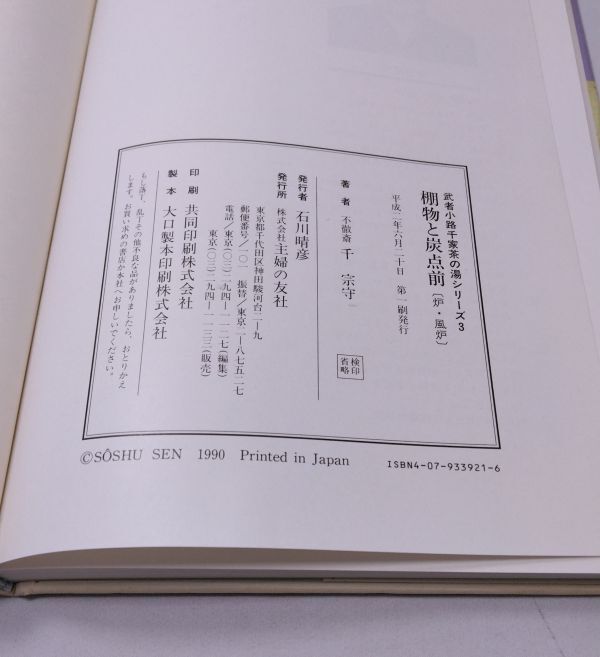 武者小路千家茶の湯シリーズ3
棚物と炭点前〔炉・風炉〕
平成二年六月二十日　第一刷発行
著者　不徹斎　千　宗守
検印省略
発行者　石川晴彦
発行所　株式会社　主婦の友社
東京都千代田区神田駿河台二ー九
郵便番号／一〇一　振替／東京二ー八七五二七
電話／東京（〇三）二九四ー一一二七（編集）
東京（〇三）二九四ー一一三三（販売）
印刷　共同印刷株式会社
製本　大口製本印刷株式会社
もし落丁、乱丁その他不良な品がありましたら、おとりかえ
します。お買い求めの書店か本社へお申しいでください。
©SÔSHU SEN 1990 Printed in Japan
ISBN4-07-933921-6